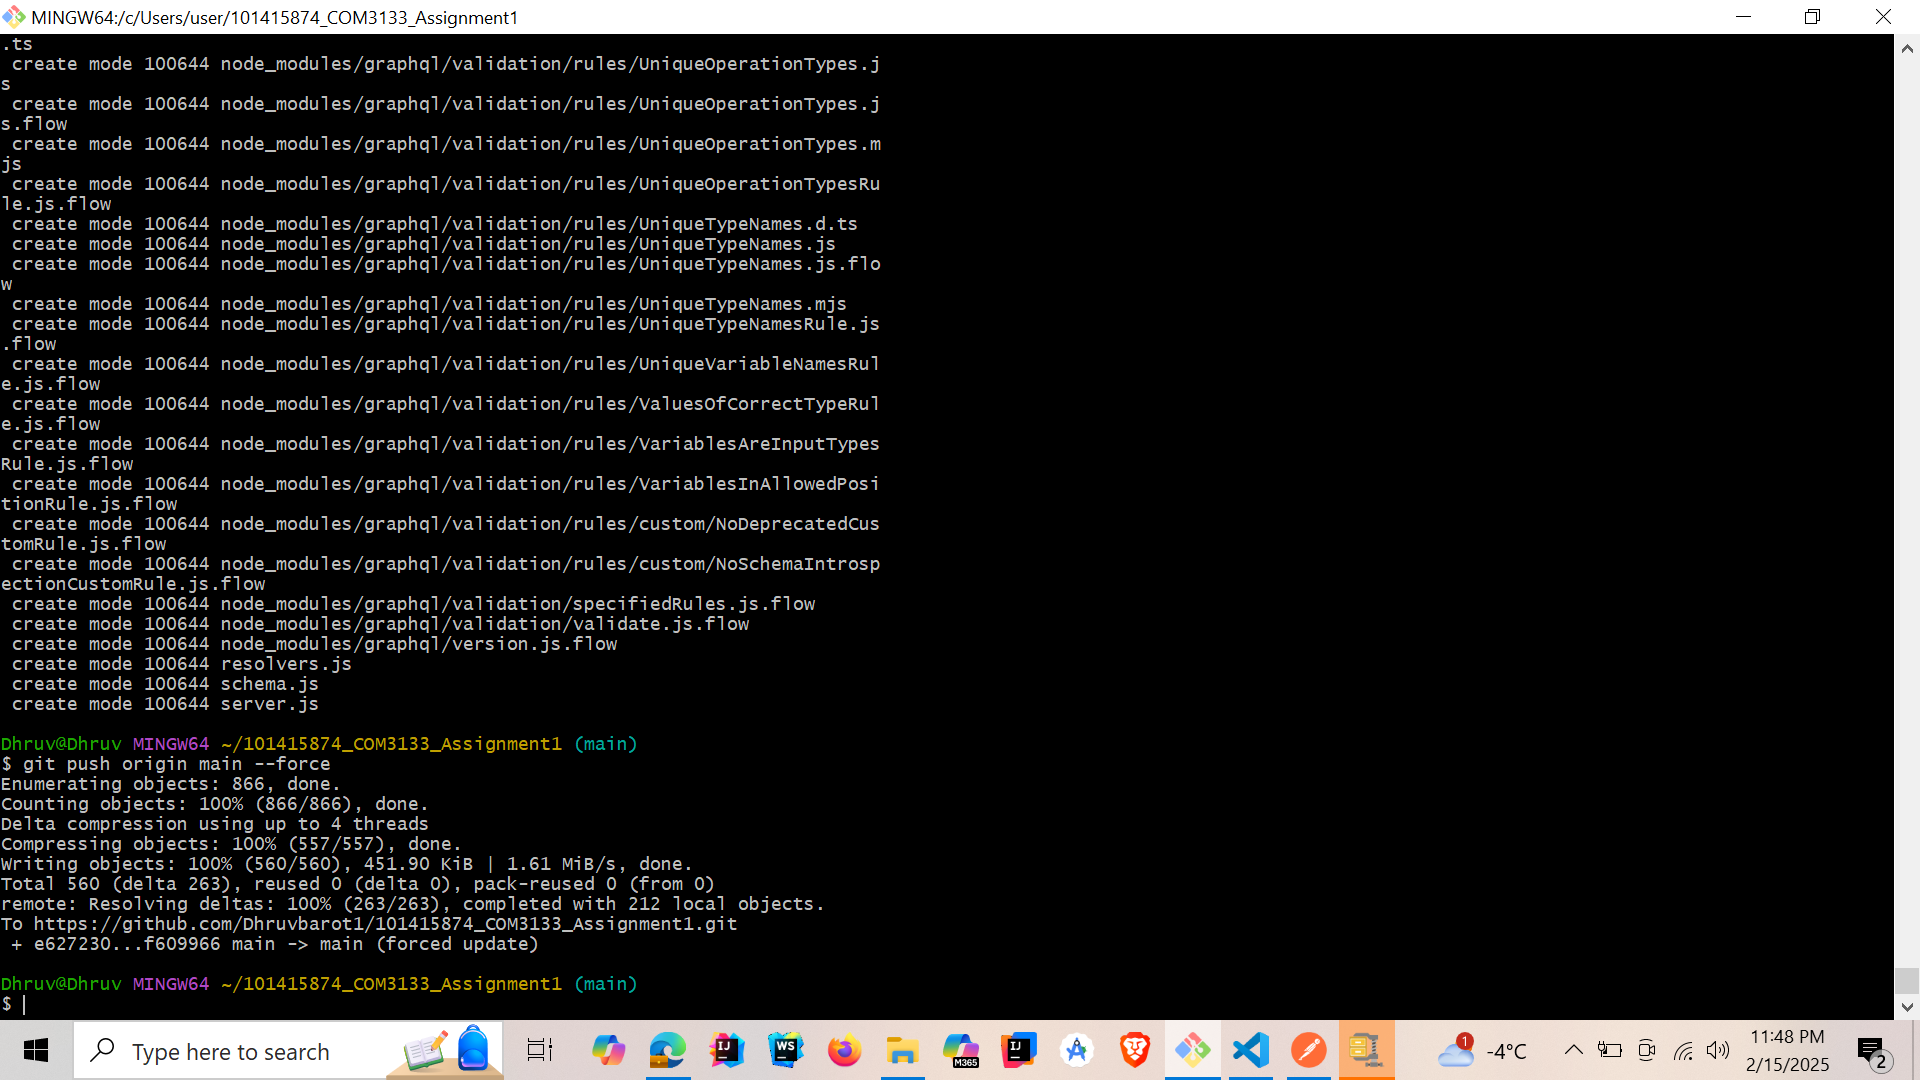 MINGW64:/c/Users/user/101415874_COM3133_Assignment1
.ts
create mode 100644 node_modules/graphql/validation/rules/UniqueOperationTypes.j
s
create mode 100644 node_modules/graphql/validation/rules/UniqueOperationTypes.j
s.flow
create mode 100644 node_modules/graphql/validation/rules/UniqueOperationTypes.m
js
create mode 100644 node_modules/graphql/validation/rules/UniqueOperationTypesRu
le.js.flow
create mode 100644 node_modules/graphql/validation/rules/UniqueTypeNames.d.ts
create mode 100644 node_modules/graphql/validation/rules/UniqueTypeNames.js
create mode 100644 node_modules/graphql/validation/rules/UniqueTypeNames.js.flo
w
create mode 100644 node_modules/graphql/validation/rules/UniqueTypeNames.mjs
create mode 100644 node_modules/graphql/validation/rules/UniqueTypeNamesRule.js
.flow
create mode 100644 node_modules/graphql/validation/rules/UniqueVariableNamesRul
e.js.flow
create mode 100644 node_modules/graphql/validation/rules/ValuesOfCorrectTypeRul
e.js.flow
create mode 100644 node_modules/graphql/validation/rules/VariablesAreInputTypes
Rule.js.flow
create mode 100644 node_modules/graphql/validation/rules/VariablesInAllowedPosi
tionRule.js.flow
create mode 100644 node_modules/graphql/validation/rules/custom/NoDeprecatedCus
tomRule.js.flow
create mode 100644 node_modules/graphql/validation/rules/custom/NoSchemaIntrosp
ectionCustomRule.js.flow
create mode 100644 node_modules/graphql/validation/specifiedRules.js.flow
create mode 100644 node_modules/graphql/validation/validate.js.flow
create mode 100644 node_modules/graphql/version.js.flow
create mode 100644 resolvers.js
create mode 100644 schema.js
create mode 100644 server.js
Dhruv@Dhruv MINGW64 ~/101415874_COM3133_Assignment1 (main)
$ git push origin main --force
Enumerating objects: 866, done.
Counting objects: 100% (866/866), done.
Delta compression using up to 4 threads
Compressing objects: 100% (557/557), done.
Writing objects: 100% (560/560), 451.90 KiB | 1.61 MiB/s, done.
Total 560 (delta 263), reused 0 (delta 0), pack-reused 0 (from 0)
remote: Resolving deltas: 100% (263/263), completed with 212 local objects.
To https://github.com/Dhruvbarot1/101415874_COM3133_Assignment1.git
+ e627230...f609966 main -> main (forced update)
Dhruv@Dhruv MINGW64 ~/101415874_COM3133_Assignment1 (main)
$
Type here to search
IJ
WS
M365
IJ
1
-4°C
11:48 PM
2/15/2025
2